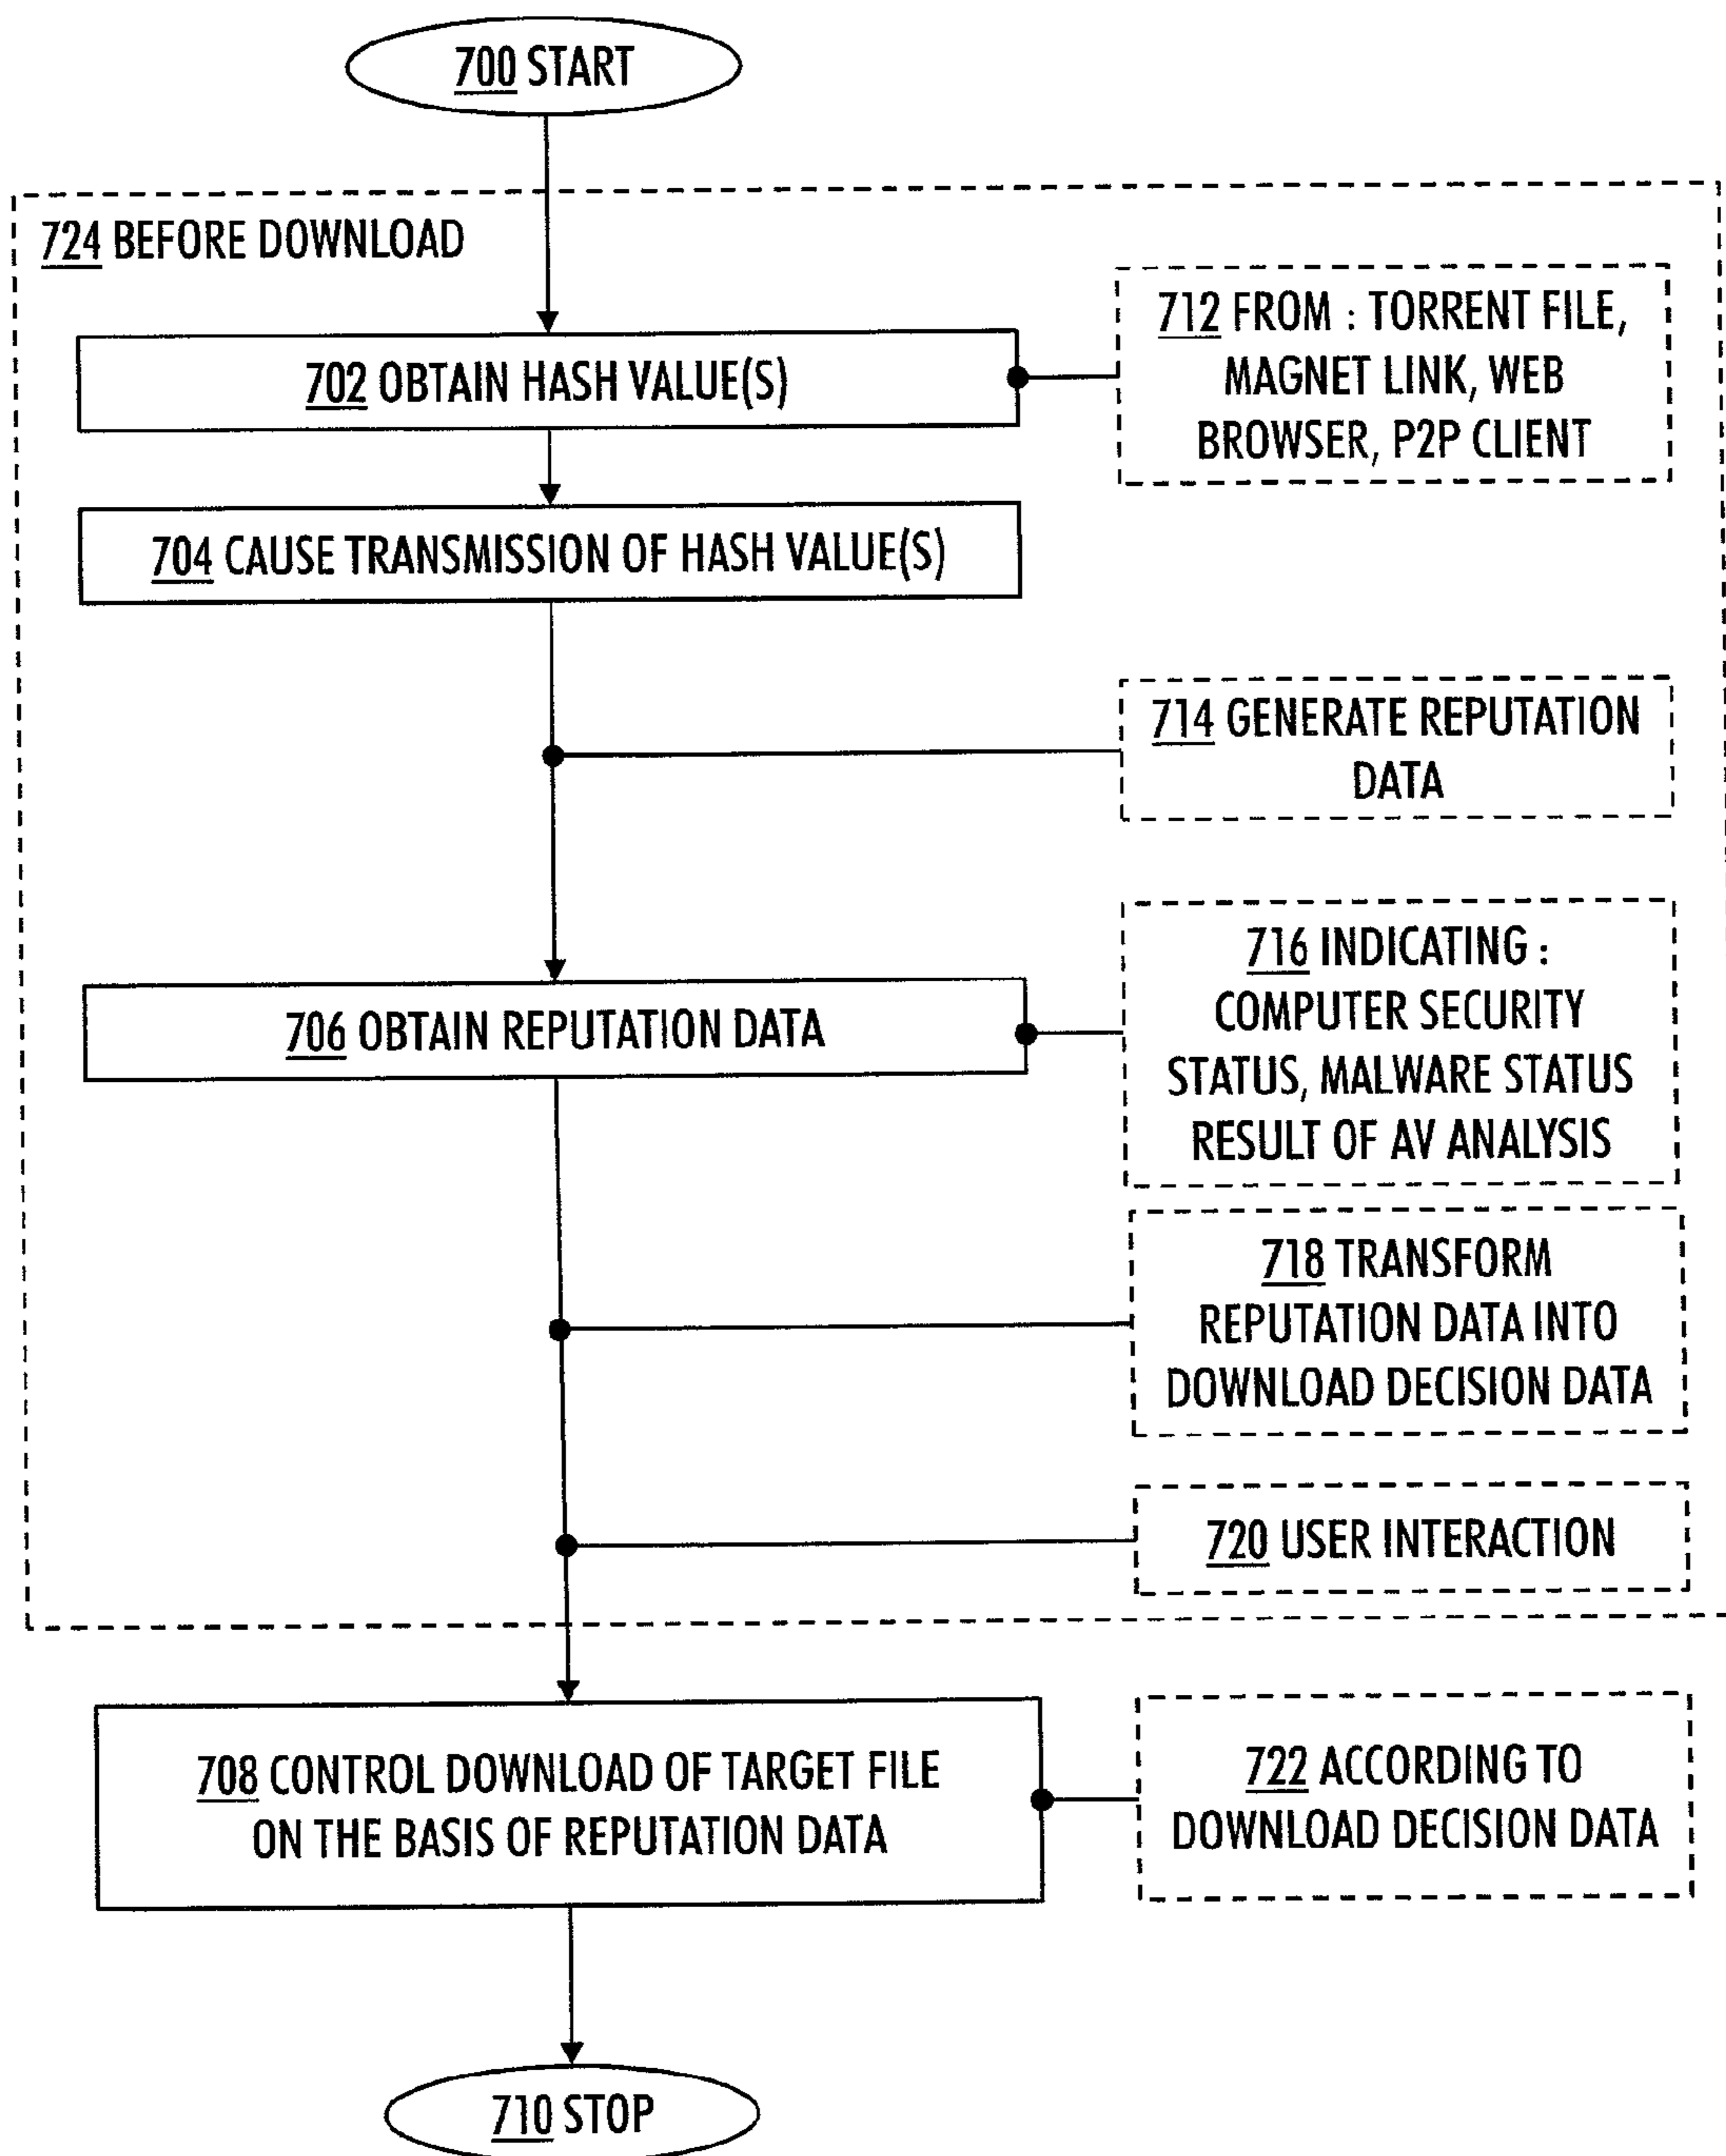 700 START
724 BEFORE DOWNLOAD
712 FROM : TORRENT FILE,
MAGNET LINK, WEB
BROWSER, P2P CLIENT
702 OBTAIN HASH VALUE(S)
704 CAUSE TRANSMISSION OF HASH VALUE(S)
714 GENERATE REPUTATION
DATA
716 INDICATING :
COMPUTER SECURITY
STATUS, MALWARE STATUS
RESULT OF AV ANALYSIS
706 OBTAIN REPUTATION DATA
718 TRANSFORM
REPUTATION DATA INTO
DOWNLOAD DECISION DATA
720 USER INTERACTION
708 CONTROL DOWNLOAD OF TARGET FILE
ON THE BASIS OF REPUTATION DATA
722 ACCORDING TO
DOWNLOAD DECISION DATA
710 STOP